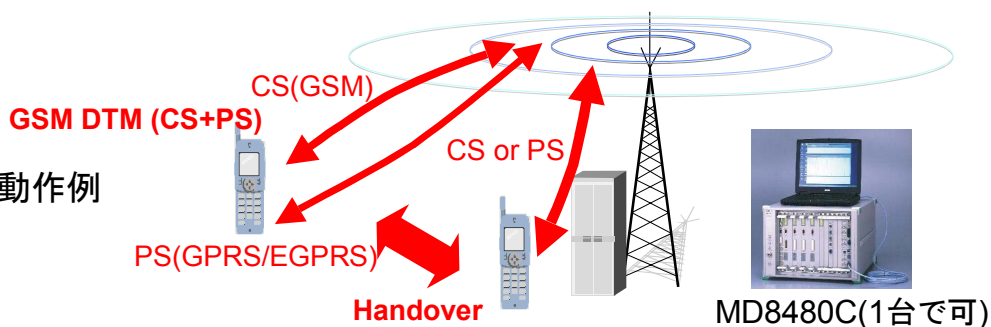 CS(GSM)
GSM DTM (CS+PS)
CS or PS
動作例
PS(GPRS/EGPRS)
Handover
MD8480C(1台で可)